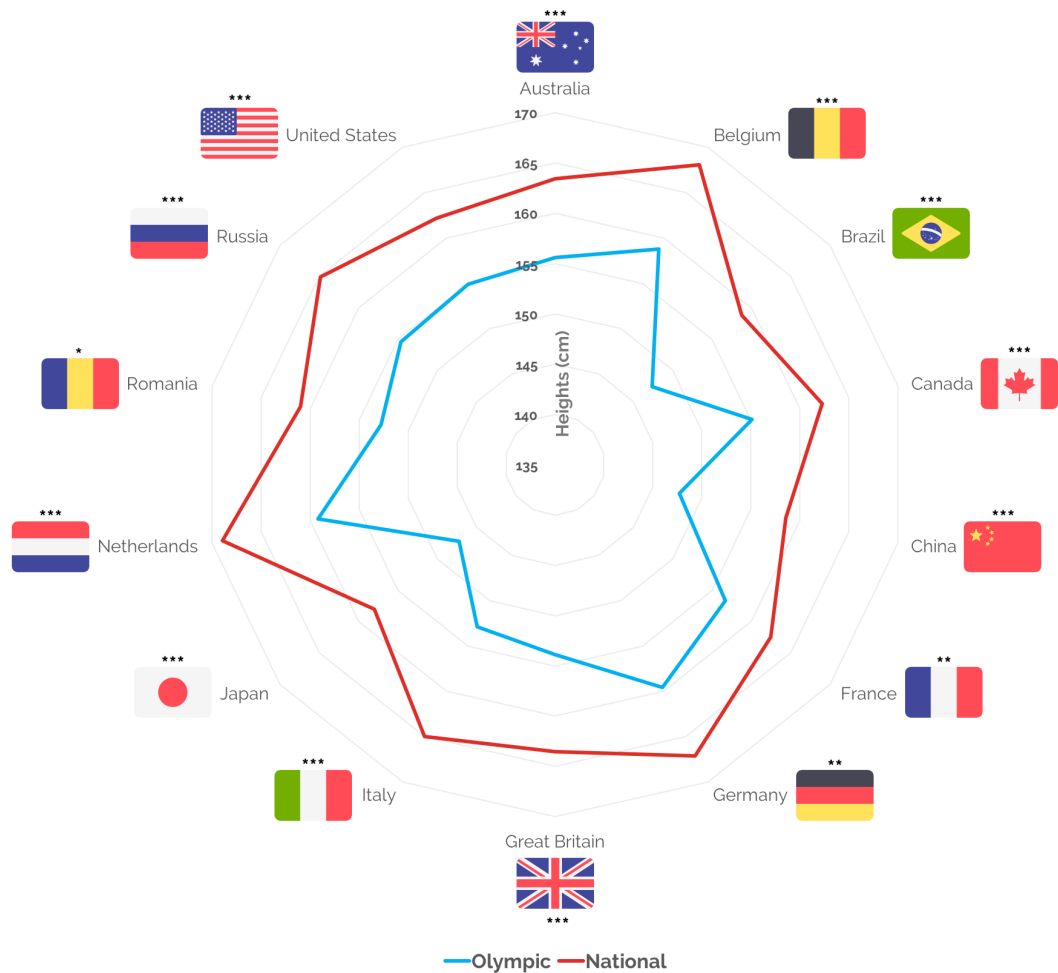 ***
Australia
***
United States
***
Belgium
170
165
160
155
150
145
140
135
Heights (cm)
***
Russia
***
Brazil
*
Romania
***
Canada
***
Netherlands
***
China
***
Japan
**
France
***
Italy
**
Germany
Great Britain
***
Olympic National